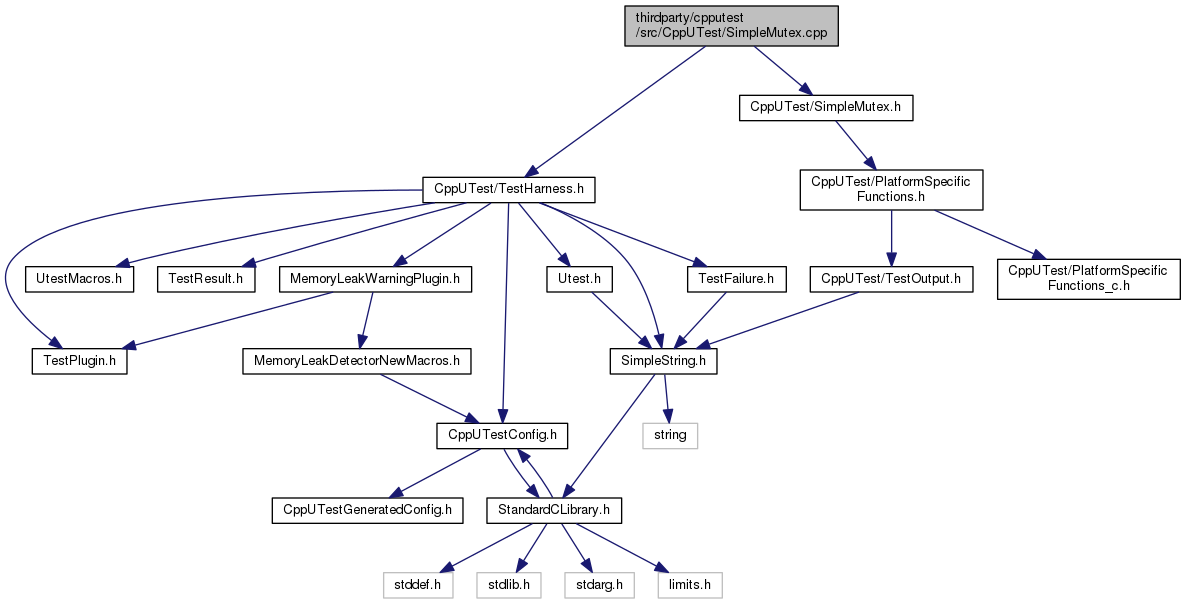 thirdparty/cpputest
/src/CppUTest/SimpleMutex.cpp
CppUTest/SimpleMutex.h
CppUTest/TestHarness.h
CppUTest/PlatformSpecific
Functions.h
UtestMacros.h
TestResult.h
MemoryLeakWarningPlugin.h
Utest.h
TestFailure.h
CppUTest/TestOutput.h
CppUTest/PlatformSpecific
Functions_c.h
TestPlugin.h
MemoryLeakDetectorNewMacros.h
SimpleString.h
CppUTestConfig.h
string
CppUTestGeneratedConfig.h
StandardCLibrary.h
stddef.h
stdlib.h
stdarg.h
limits.h